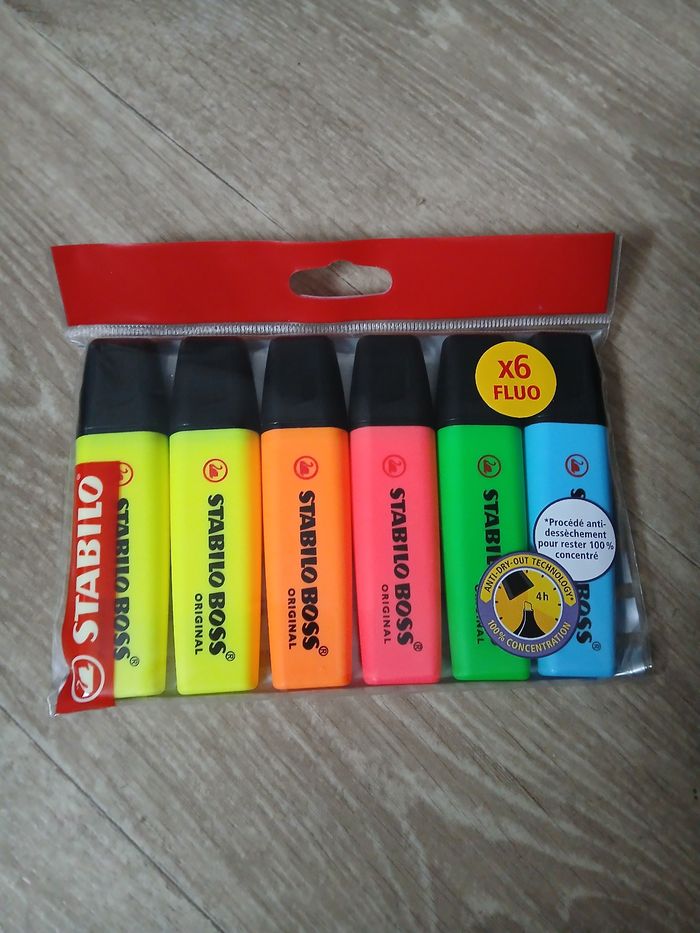 x6
FLUO
STABILO®
STABILO BOSS®
STABILO BOSS®
ORIGINAL
STABILO BOSS®
ORIGINAL
STABILO BOSS®
ORIGINAL
STABIL
®
*Procédé anti-
dessèchement
pour rester 100 %
concentré
ANTI-DRY-OUT TECHNOLOGY*
4h
100% CONCENTRATION